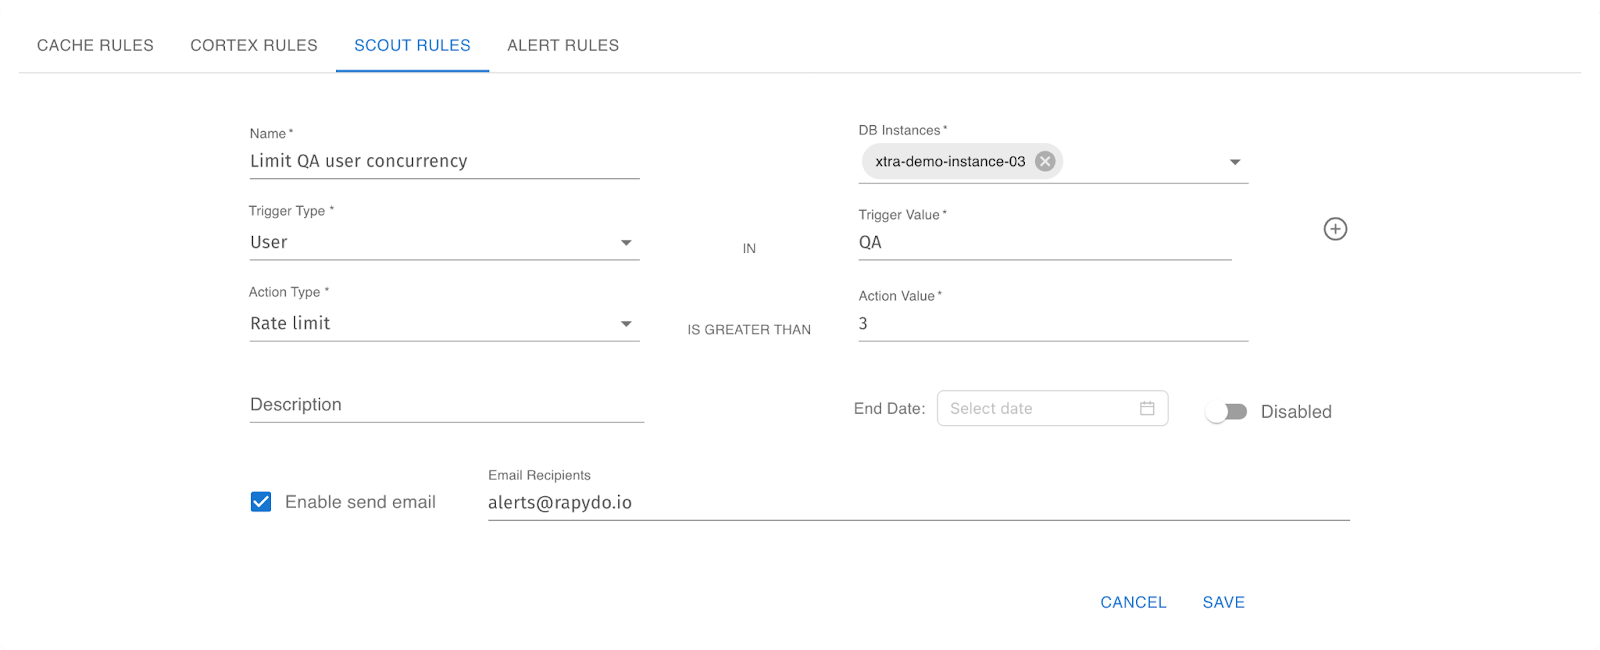 CACHE RULES CORTEX RULES SCOUT RULES ALERT RULES
Name *
Limit QA user concurrency
DB Instances *
xtra-demo-instance-03
Trigger Type *
User
IN
Trigger Value *
QA
Action Type *
Rate limit
IS GREATER THAN
Action Value *
3
Description
End Date: Select date
Disabled
Enable send email
Email Recipients
alerts@rapydo.io
CANCEL SAVE